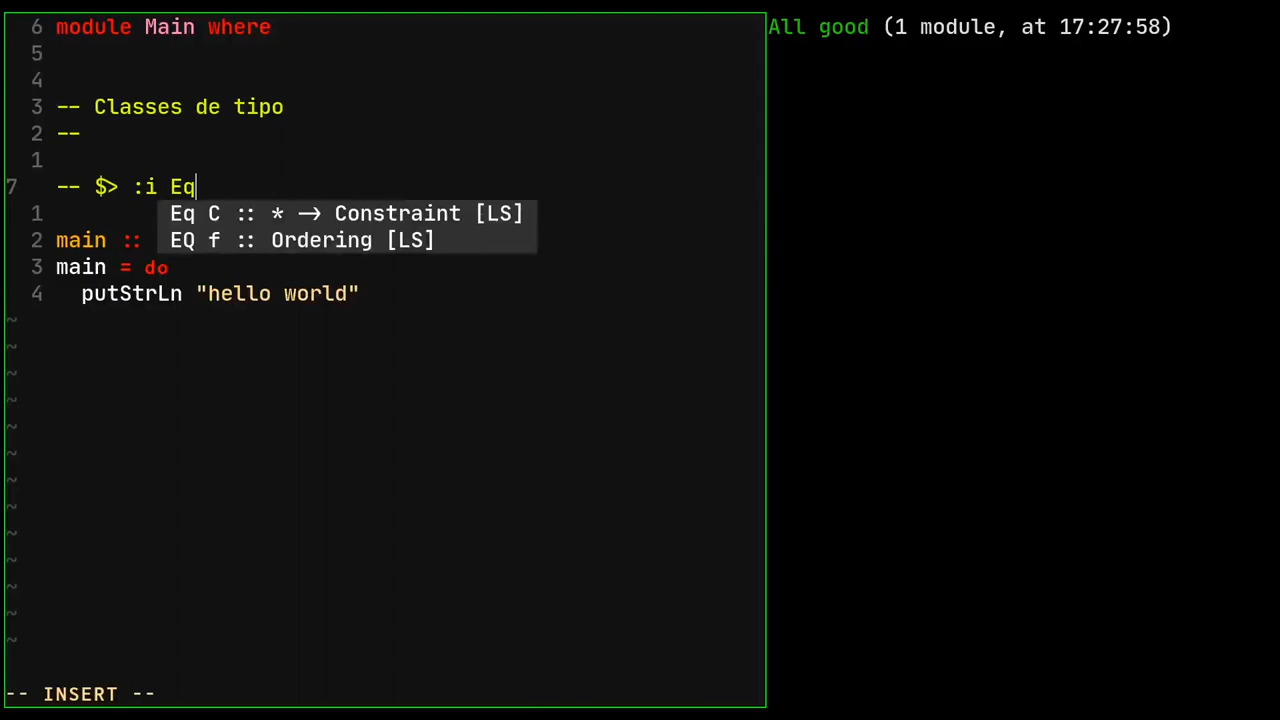 6 module Main where
5
4
3 -- Classes de tipo
2 --
1
7 -- $> :i Eq
Eq C :: * -> Constraint [LS]
EQ f :: Ordering [LS]
1
2 main ::
3 main = do
4 putStrLn "hello world"
~
~
~
~
~
~
~
~
~
~
~
~
~
-- INSERT --
All good (1 module, at 17:27:58)